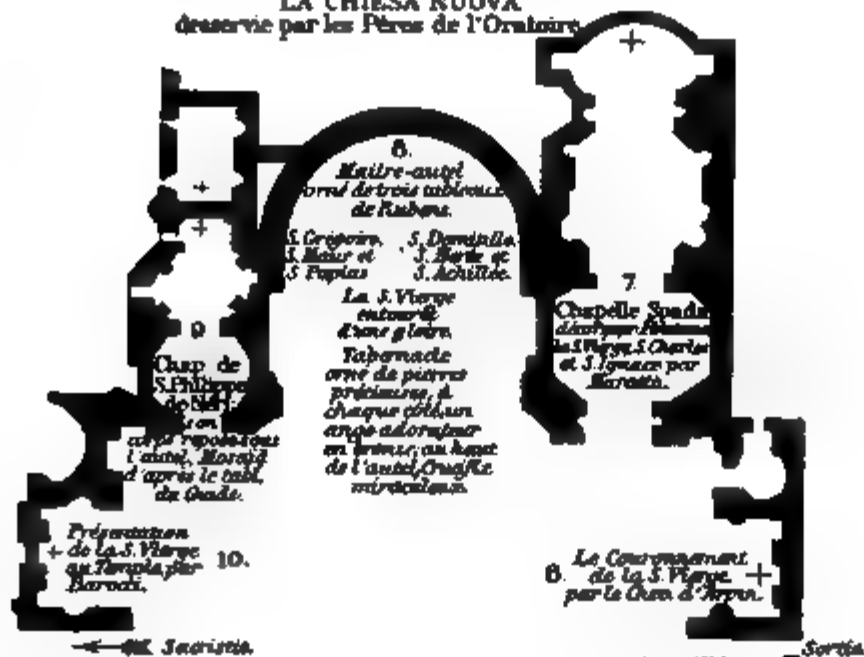 LA CHIESA NUOVA
desservie par les Pères de l'Oratoire
8.
Maitre-autel
orné de trois tableaux
de Rubens.
S. Grégoire. S. Domitille.
S. Maur et S. Nérée et
S. Papias S. Achillée.
La S. Vierge
entourée
d'une gloire.
Tabernacle
orné de pierres
précieuses, à
chaque côté, un
ange adorateur
en bronze, au haut
de l'autel, Crucifix
miraculeux.
7
Chapelle Spada
la S. Vierge, S. Charles
et S. Ignace par
Maratta.
9
Chap de
S. Philippe
de Néri
son
corps repose sous
l'autel, Mosaïq
d'après le tabl.
du Guide.
Présentation
de la S. Vierge
au Temple, par
Barocci.
10.
6. Le Couronnement
de la S. Vierge
par le Chev. d'Arpin.
Sacristie.
Sortie